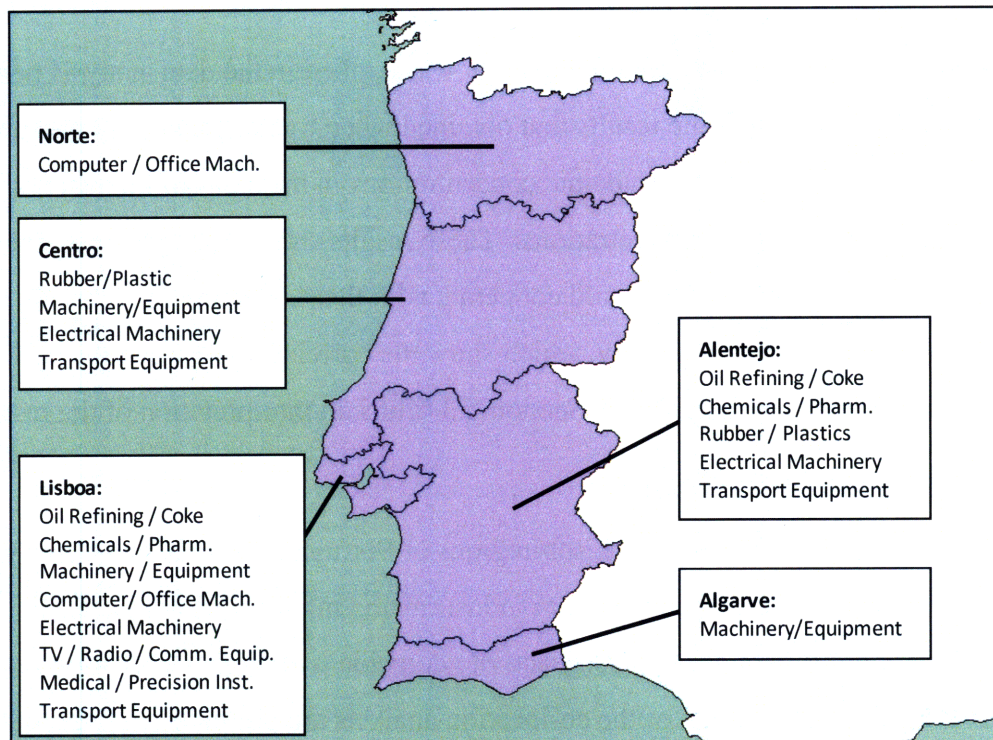 Norte:
Computer / Office Mach.
Centro:
Rubber/Plastic
Machinery/Equipment
Electrical Machinery
Transport Equipment
Lisboa:
Oil Refining / Coke
Chemicals / Pharm.
Machinery / Equipment
Computer/ Office Mach.
Electrical Machinery
TV / Radio / Comm. Equip.
Medical / Precision Inst.
Transport Equipment
Alentejo:
Oil Refining / Coke
Chemicals / Pharm.
Rubber / Plastics
Electrical Machinery
Transport Equipment
Algarve:
Machinery/Equipment